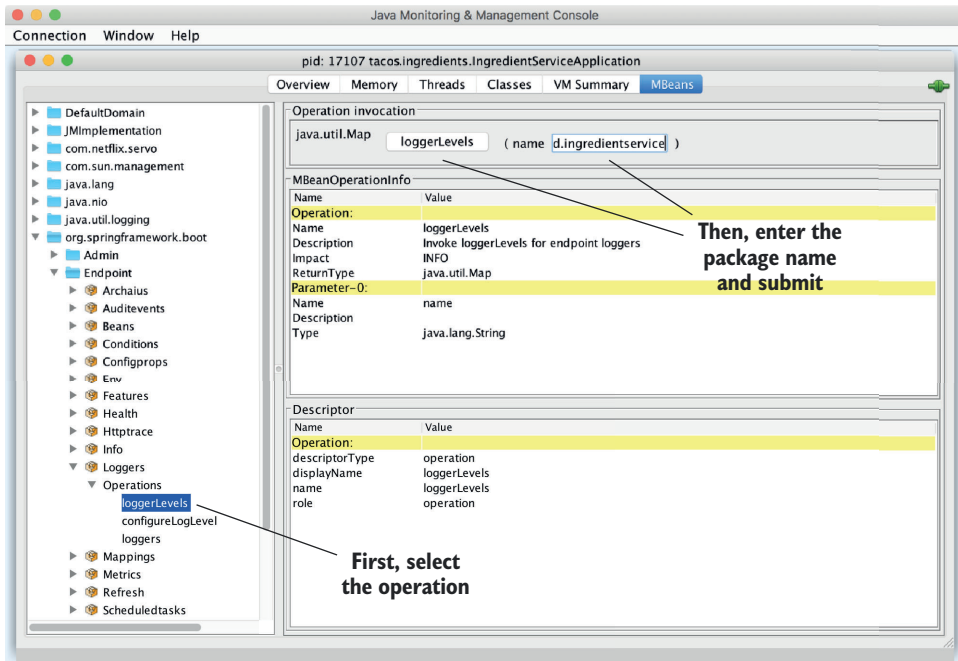 Java Monitoring & Management Console
Connection Window Help
pid: 17107 tacos.ingredients.IngredientServiceApplication
Overview Memory Threads Classes VM Summary MBeans
DefaultDomain
JMImplementation
com.netflix.servo
com.sun.management
java.lang
java.nio
java.util.logging
org.springframework.boot
Admin
Endpoint
Archaius
Auditevents
Beans
Conditions
Configprops
Env
Features
Health
Httptrace
Info
Loggers
Operations
loggerLevels
configureLogLevel
loggers
Mappings
Metrics
Refresh
Scheduledtasks
Operation invocation
java.util.Map loggerLevels ( name d.ingredientservice )
MBeanOperationInfo
Name Value
Operation:
Name loggerLevels
Description Invoke loggerLevels for endpoint loggers
Impact INFO
ReturnType java.util.Map
Parameter-0:
Name name
Description
Type java.lang.String
Then, enter the
package name
and submit
Descriptor
Name Value
Operation:
descriptorType operation
displayName loggerLevels
name loggerLevels
role operation
First, select
the operation